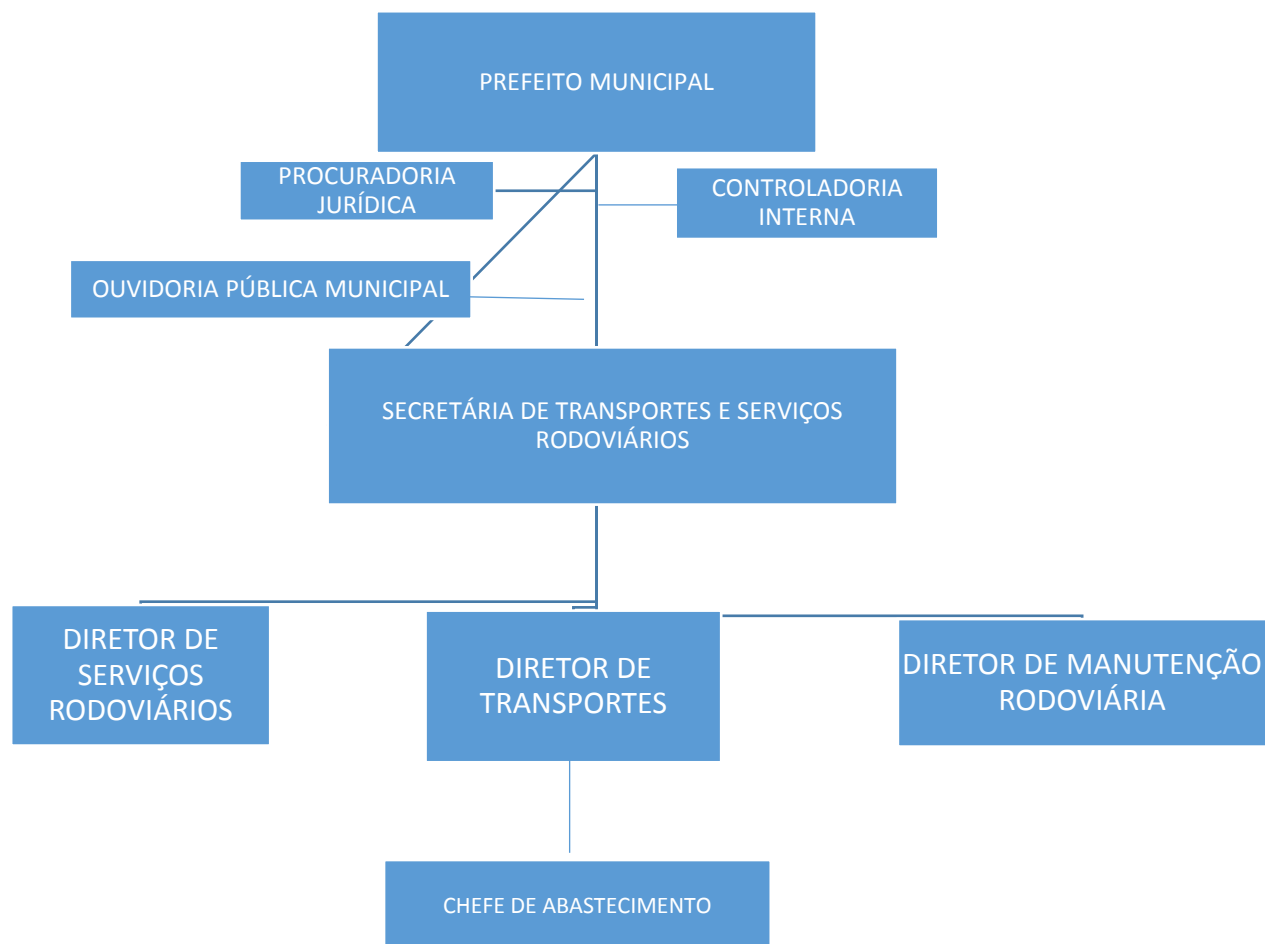 PREFEITO MUNICIPAL
PROCURADORIA
JURÍDICA
CONTROLADORIA
INTERNA
OUVIDORIA PÚBLICA MUNICIPAL
SECRETÁRIA DE TRANSPORTES E SERVIÇOS
RODOVIÁRIOS
DIRETOR DE
SERVIÇOS
RODOVIÁRIOS
DIRETOR DE
TRANSPORTES
DIRETOR DE MANUTENÇÃO
RODOVIÁRIA
CHEFE DE ABASTECIMENTO